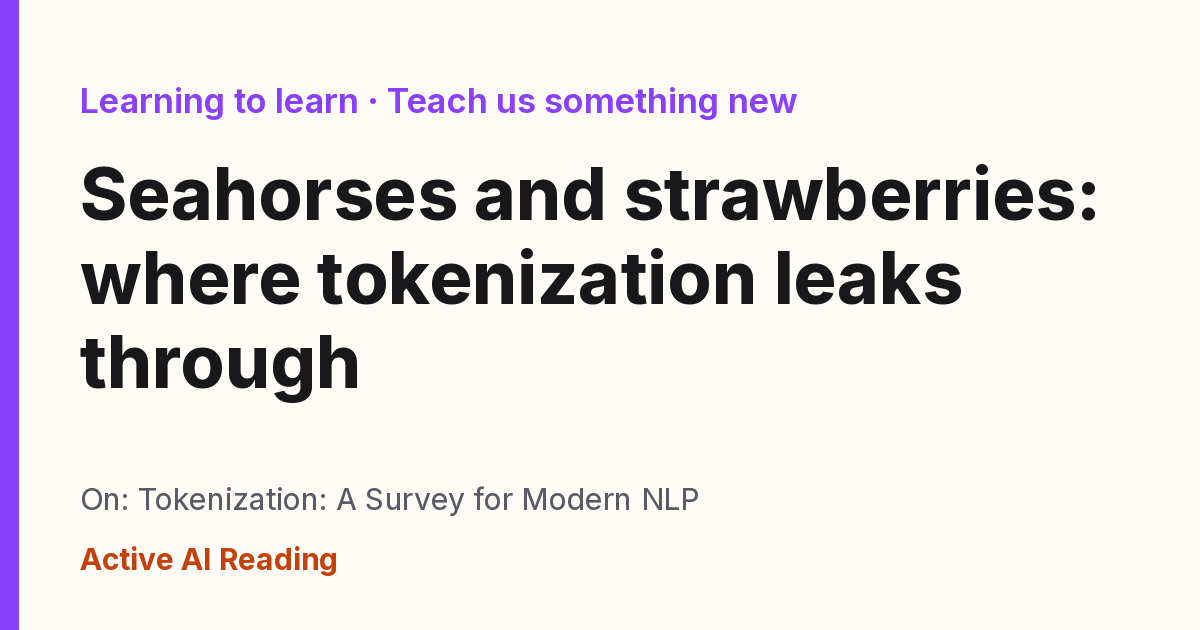 Learning to learn · Teach us something new
Seahorses and strawberries:
where tokenization leaks
through
On: Tokenization: A Survey for Modern NLP
Active AI Reading